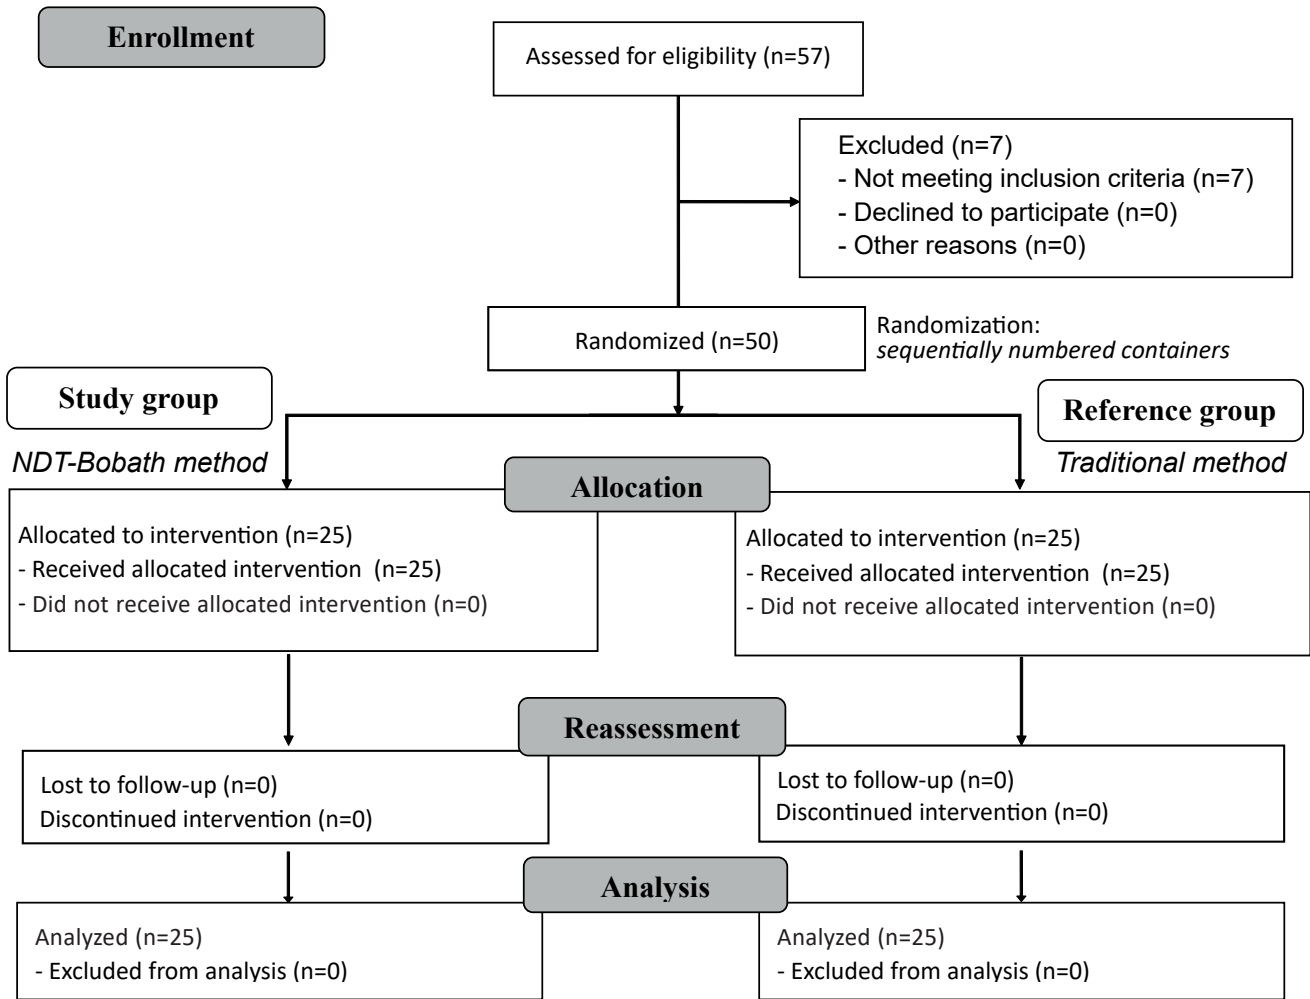 Enrollment
Assessed for eligibility (n=57)
Excluded (n=7)
- Not meeting inclusion criteria (n=7)
- Declined to participate (n=0)
- Other reasons (n=0)
Randomized (n=50)
Randomization:
sequentially numbered containers
Study group
NDT-Bobath method
Reference group
Traditional method
Allocation
Allocated to intervention (n=25)
- Received allocated intervention  (n=25)
- Did not receive allocated intervention (n=0)
Allocated to intervention (n=25)
- Received allocated intervention  (n=25)
- Did not receive allocated intervention (n=0)
Reassessment
Lost to follow-up (n=0)
Discontinued intervention (n=0)
Lost to follow-up (n=0)
Discontinued intervention (n=0)
Analysis
Analyzed (n=25)
- Excluded from analysis (n=0)
Analyzed (n=25)
- Excluded from analysis (n=0)